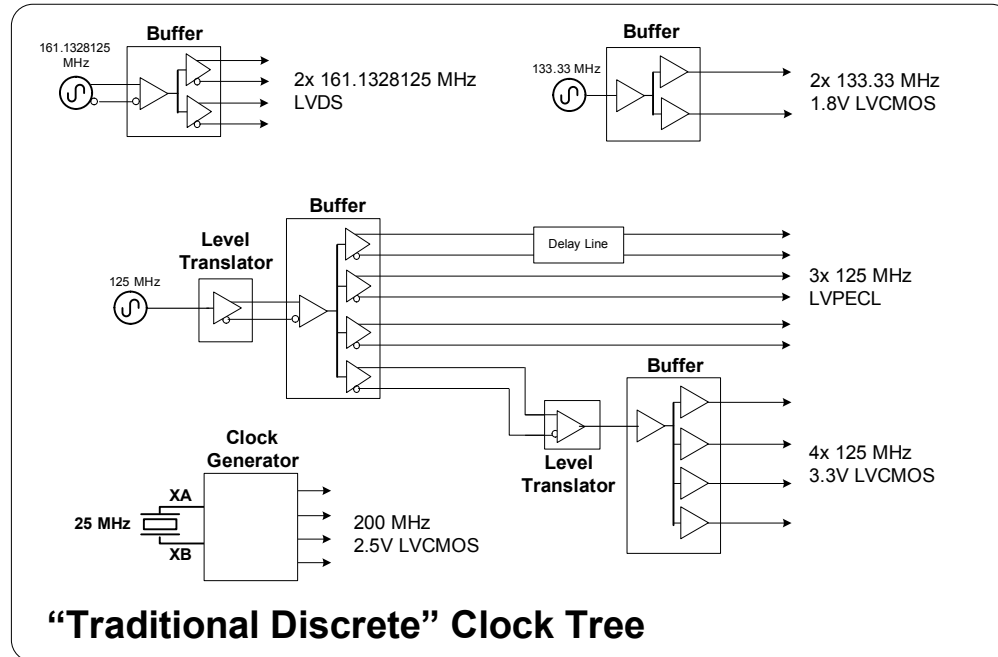 Buffer
161.1328125
MHz
2x 161.1328125 MHz
LVDS
Buffer
133.33 MHz
2x 133.33 MHz
1.8V LVCMOS
Buffer
Level
Translator
125 MHz
Delay Line
3x 125 MHz
LVPECL
Buffer
Level
Translator
4x 125 MHz
3.3V LVCMOS
Clock
Generator
XA
25 MHz
XB
200 MHz
2.5V LVCMOS
“Traditional Discrete” Clock Tree